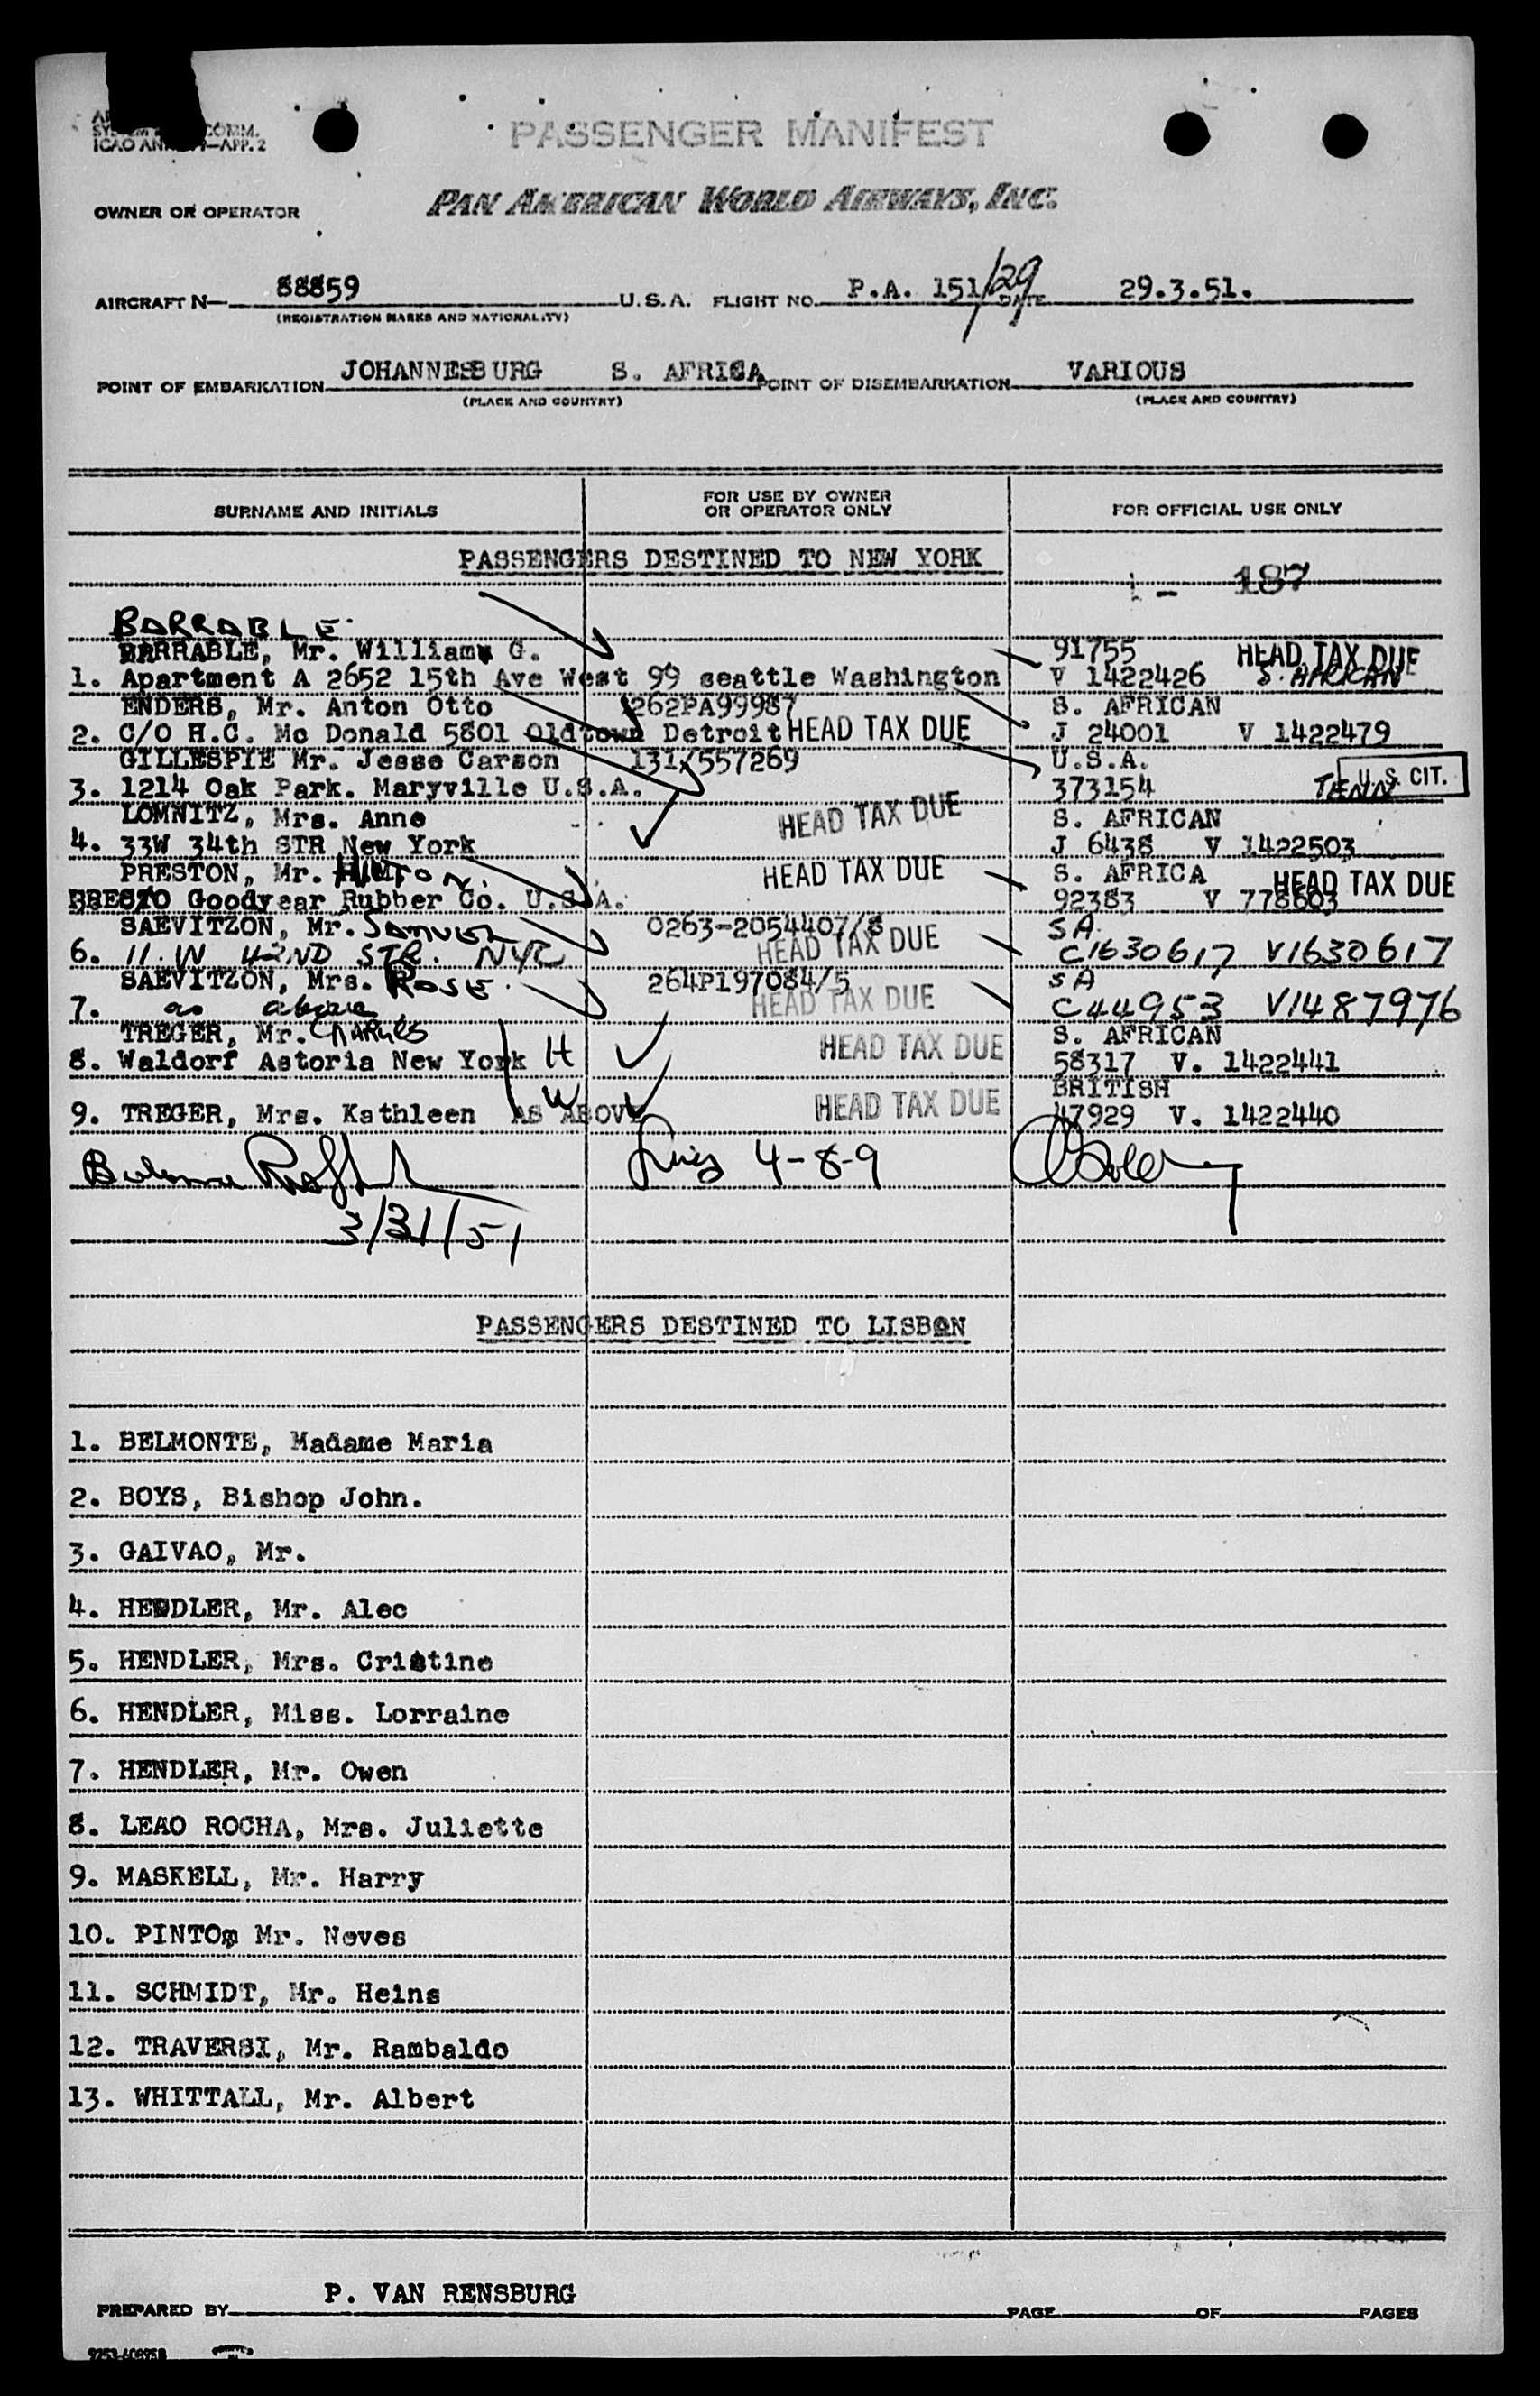 COMM.
ICAO ANN 9—APP. 2
PASSENGER MANIFEST
OWNER OR OPERATOR PAN AMERICAN WORLD AIRWAYS, INC.
AIRCRAFT N— 88859 U.S.A. FLIGHT NO. P.A. 151/29 DATE 29.3.51.
(REGISTRATION MARKS AND NATIONALITY)
POINT OF EMBARKATION JOHANNESBURG S. AFRICA POINT OF DISEMBARKATION VARIOUS
(PLACE AND COUNTRY) (PLACE AND COUNTRY)
SURNAME AND INITIALS FOR USE BY OWNER OR OPERATOR ONLY FOR OFFICIAL USE ONLY
PASSENGERS DESTINED TO NEW YORK
1 - 187
BARRABLE
BARRABLE, Mr. William G. 91755 HEAD TAX DUE
1. Apartment A 2652 15th Ave West 99 seattle Washington V 1422426 S. AFRICAN
ENDERS, Mr. Anton Otto 262PA99987 S. AFRICAN
2. C/O H.C. Mc Donald 5801 Oldtown Detroit HEAD TAX DUE J 24001 V 1422479
GILLESPIE Mr. Jesse Carson 131/557269 U.S.A.
3. 1214 Oak Park. Maryville U.S.A. 373154 TENN U. S. CIT.
LOMNITZ, Mrs. Anne HEAD TAX DUE S. AFRICAN
4. 33W 34th STR New York J 6438 V 1422503
PRESTON, Mr. HILTON. HEAD TAX DUE S. AFRICA HEAD TAX DUE
Goodyear Rubber Co. U.S.A. 92383 V 778603
SAEVITZON, Mr. SAMUEL 0263-2054407/8 SA
6. 11. W 42ND STR. NYC HEAD TAX DUE C1630617 V1630617
SAEVITZON, Mrs. ROSE. 264P197084/5 SA
7. as above HEAD TAX DUE C44953 V1487976
TREGER, Mr. CHARLES S. AFRICAN
8. Waldorf Astoria New York H HEAD TAX DUE 58317 V. 1422441
W BRITISH
9. TREGER, Mrs. Kathleen AS ABOVE HEAD TAX DUE 47929 V. 1422440
4-8-9
3/31/51
PASSENGERS DESTINED TO LISBON
1. BELMONTE, Madame Maria
2. BOYS, Bishop John.
3. GAIVAO, Mr.
4. HENDLER, Mr. Alec
5. HENDLER, Mrs. Cristine
6. HENDLER, Miss. Lorraine
7. HENDLER, Mr. Owen
8. LEAO ROCHA, Mrs. Juliette
9. MASKELL, Mr. Harry
10. PINTO, Mr. Neves
11. SCHMIDT, Mr. Heins
12. TRAVERSI, Mr. Rambaldo
13. WHITTALL, Mr. Albert
PREPARED BY P. VAN RENSBURG PAGE OF PAGES